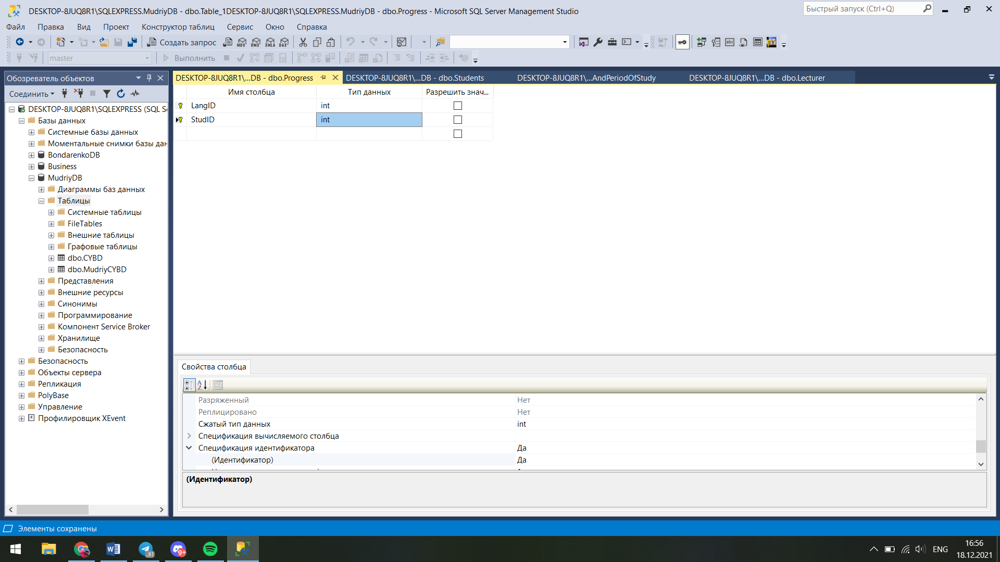 DESKTOP-8JUQ8R1\SQLEXPRESS.MudriyDB - dbo.Table_1DESKTOP-8JUQ8R1\SQLEXPRESS.MudriyDB - dbo.Progress - Microsoft SQL Server Management Studio
Быстрый запуск (Ctrl+Q)
Файл Правка Вид Проект Конструктор таблиц Сервис Окно Справка
Создать запрос MDX DMX XMLA DAX
master Выполнить
Обозреватель объектов
Соединить
DESKTOP-8JUQ8R1\SQLEXPRESS (SQL Se
Базы данных
Системные базы данных
Моментальные снимки базы дан
BondarenkoDB
Business
MudriyDB
Диаграммы баз данных
Таблицы
Системные таблицы
FileTables
Внешние таблицы
Графовые таблицы
dbo.CYBD
dbo.MudriyCYBD
Представления
Внешние ресурсы
Синонимы
Программирование
Компонент Service Broker
Хранилище
Безопасность
Безопасность
Объекты сервера
Репликация
PolyBase
Управление
Профилировщик XEvent
DESKTOP-8JUQ8R1\...DB - dbo.Progress DESKTOP-8JUQ8R1\...DB - dbo.Students DESKTOP-8JUQ8R1\...AndPeriodOfStudy DESKTOP-8JUQ8R1\...DB - dbo.Lecturer
Имя столбца Тип данных Разрешить знач...
LangID int
StudID int
Свойства столбца
Разряженный Нет
Реплицировано Нет
Сжатый тип данных int
Спецификация вычисляемого столбца
Спецификация идентификатора Да
(Идентификатор) Да
(Идентификатор)
Элементы сохранены
..81
9+
ENG
16:56
18.12.2021